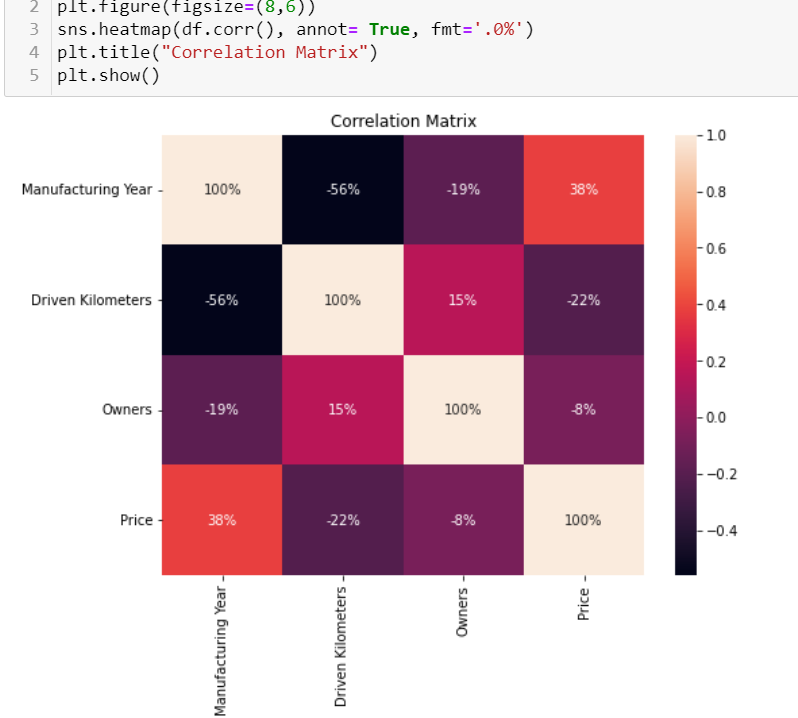 2 plt.figure(figsize=(8,6))
3 sns.heatmap(df.corr(), annot= True, fmt='.0%')
4 plt.title("Correlation Matrix")
5 plt.show()
Correlation Matrix
Manufacturing Year 100% -56% -19% 38%
Driven Kilometers -56% 100% 15% -22%
Owners -19% 15% 100% -8%
Price 38% -22% -8% 100%
Manufacturing Year
Driven Kilometers
Owners
Price
1.0
0.8
0.6
0.4
0.2
0.0
−0.2
−0.4